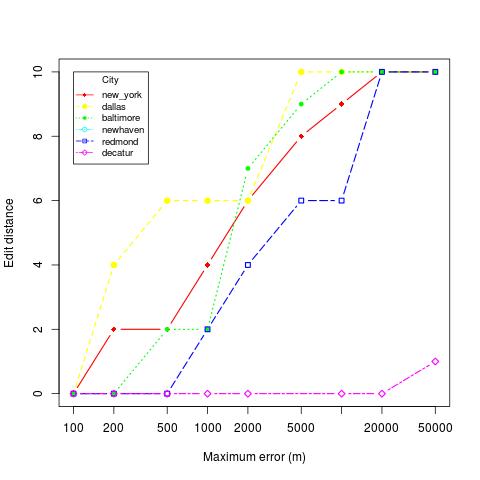 10
8
6
4
2
0
Edit distance
City
new_york
dallas
baltimore
newhaven
redmond
decatur
100 200 500 1000 2000 5000 20000 50000
Maximum error (m)